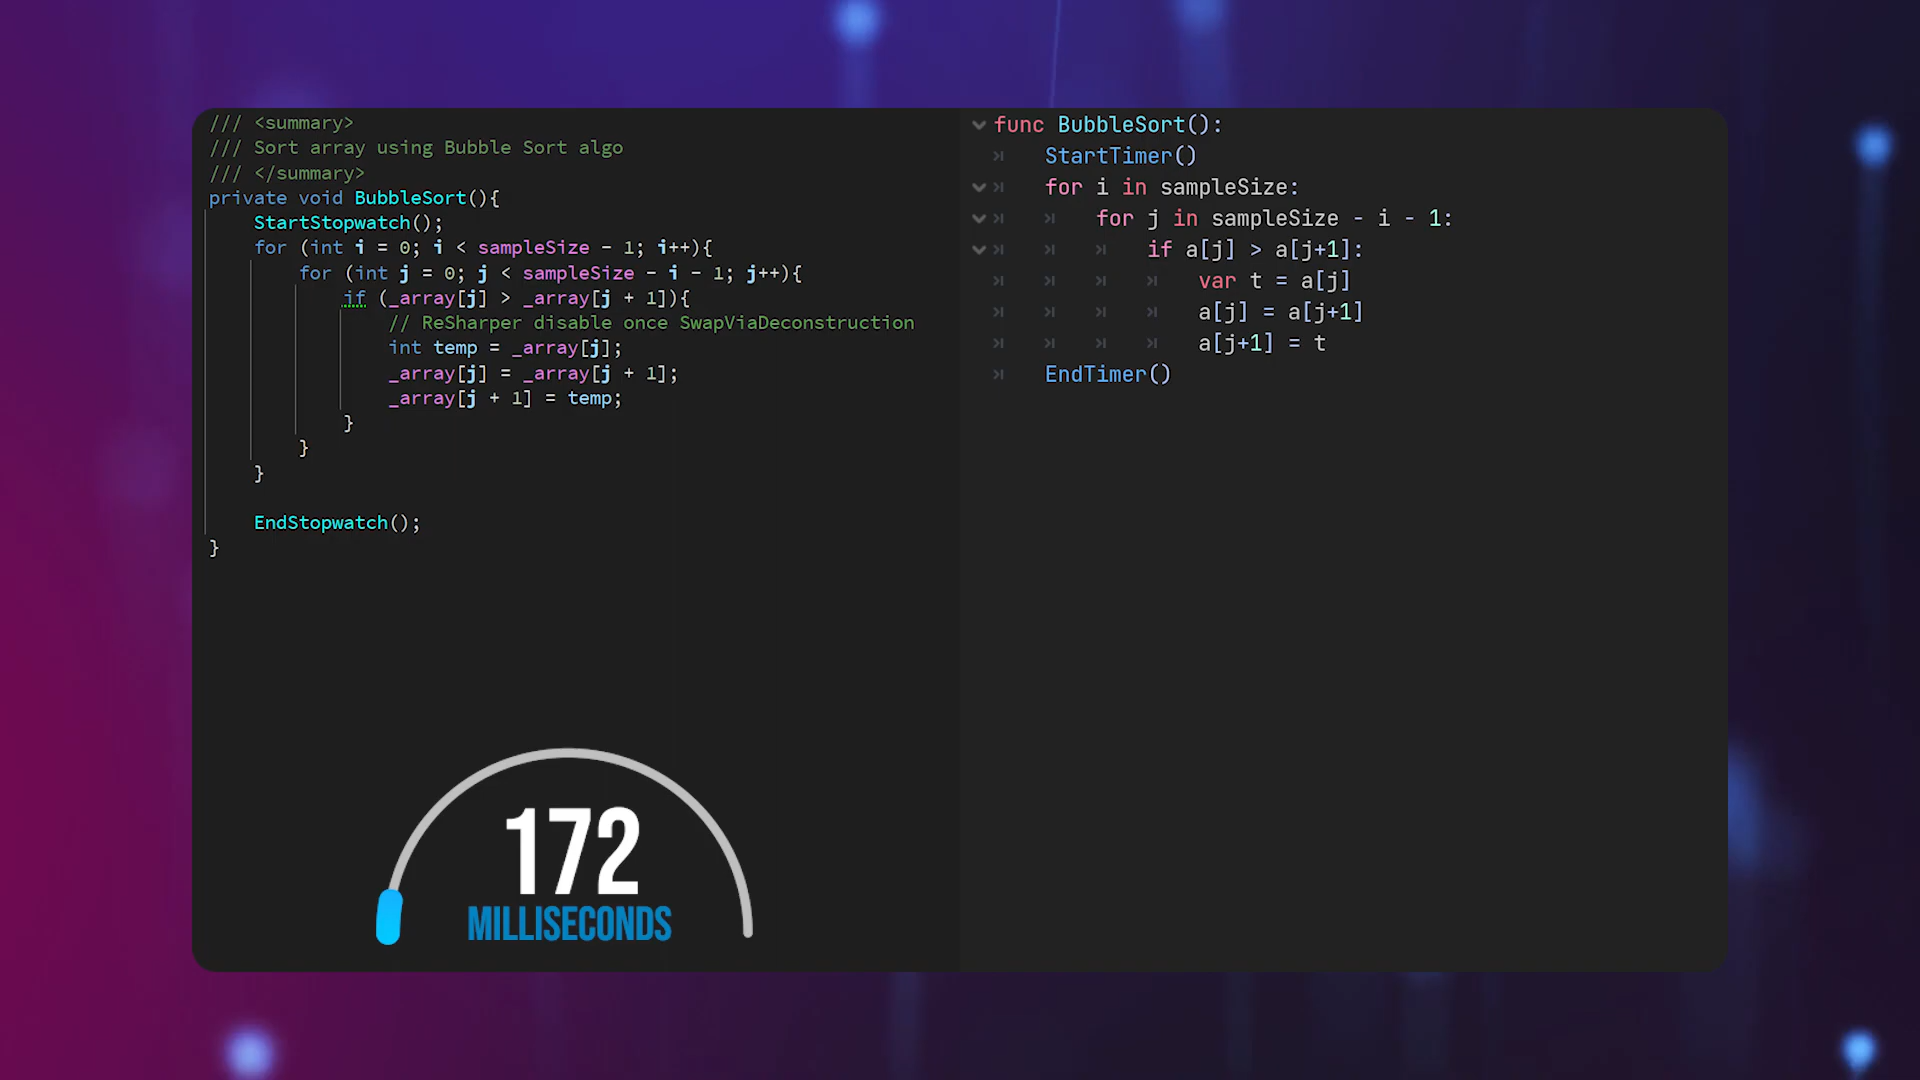 /// <summary>
/// Sort array using Bubble Sort algo
/// </summary>
private void BubbleSort(){
    StartStopwatch();
    for (int i = 0; i < sampleSize - 1; i++){
        for (int j = 0; j < sampleSize - i - 1; j++){
            if (_array[j] > _array[j + 1]){
                // ReSharper disable once SwapViaDeconstruction
                int temp = _array[j];
                _array[j] = _array[j + 1];
                _array[j + 1] = temp;
            }
        }
    }
    EndStopwatch();
}
172
MILLISECONDS
func BubbleSort():
    StartTimer()
    for i in sampleSize:
        for j in sampleSize - i - 1:
            if a[j] > a[j+1]:
                var t = a[j]
                a[j] = a[j+1]
                a[j+1] = t
    EndTimer()